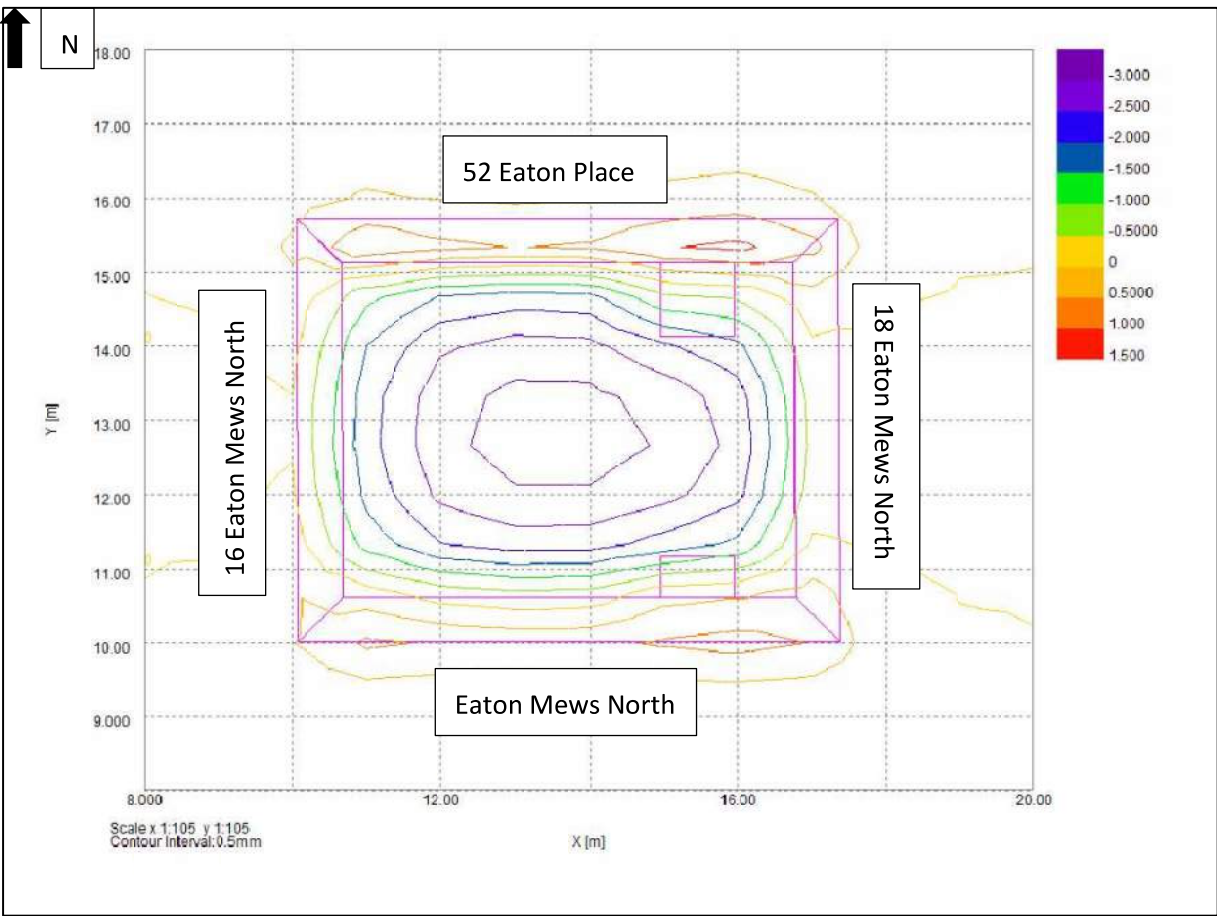 N
18.00
17.00
16.00
15.00
14.00
13.00
12.00
11.00
10.00
9.000
Y [m]
52 Eaton Place
16 Eaton Mews North
18 Eaton Mews North
Eaton Mews North
0
0
-3.000
-2.500
-2.000
-1.500
-1.000
-0.5000
0
0.5000
1.000
1.500
8.000
12.00
16.00
20.00
Scale x 1:105 y 1:105
Contour Interval:0.5mm
X [m]